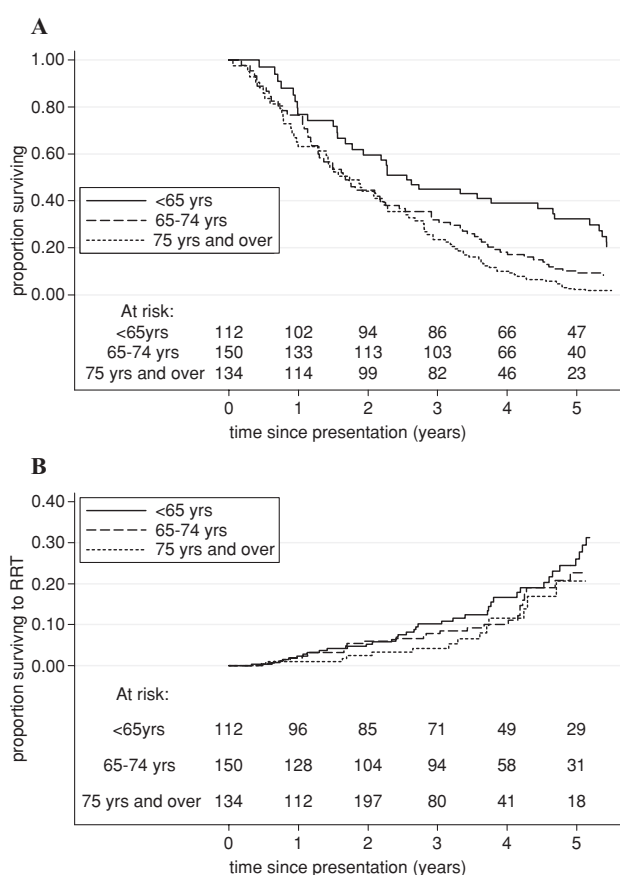 A
1.00
0.80
0.60
0.40
0.20
0.00
proportion surviving
<65 yrs
65-74 yrs
75 yrs and over
At risk:
<65yrs 112 102 94 86 66 47
65-74 yrs 150 133 113 103 66 40
75 yrs and over 134 114 99 82 46 23
0 1 2 3 4 5
time since presentation (years)
B
0.40
0.30
0.20
0.10
0.00
proportion survivng to RRT
<65 yrs
65-74 yrs
75 yrs and over
At risk:
<65yrs 112 96 85 71 49 29
65-74 yrs 150 128 104 94 58 31
75 yrs and over 134 112 197 80 41 18
0 1 2 3 4 5
time since presentation (years)